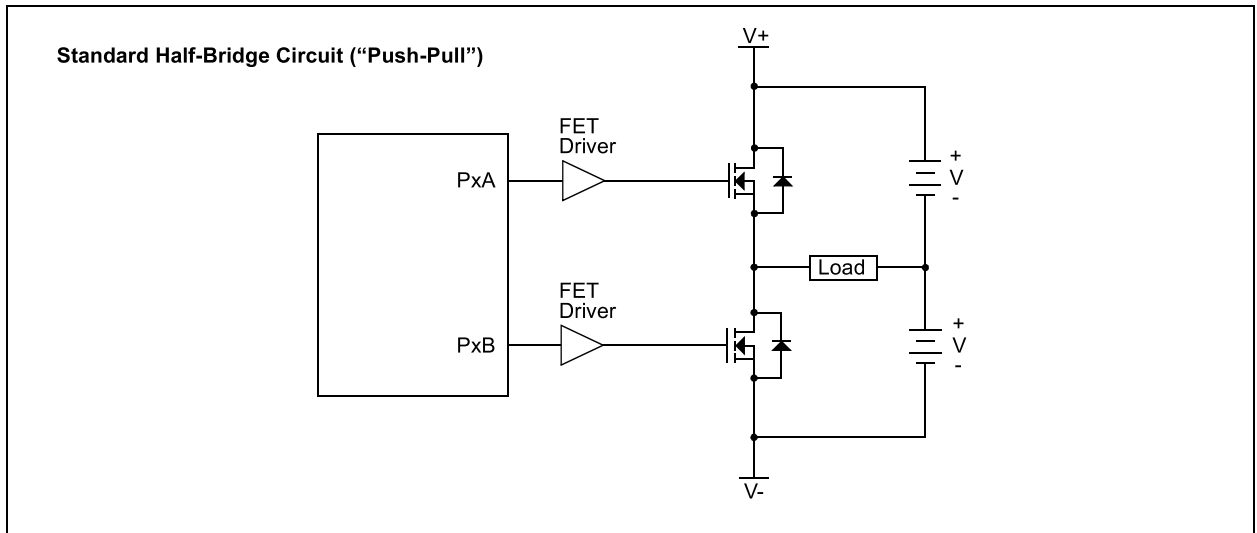 Standard Half-Bridge Circuit (“Push-Pull”)
V+
FET
Driver
PxA
+
V
-
Load
FET
Driver
PxB
+
V
-
V-